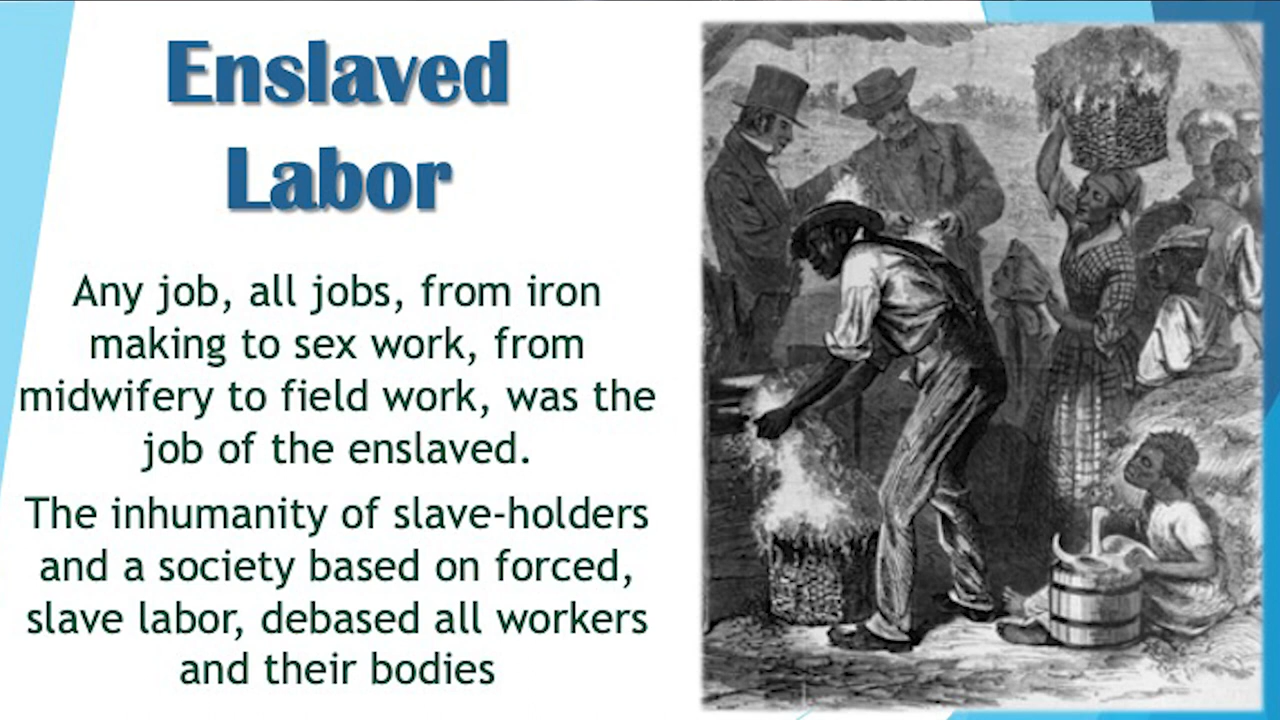 Enslaved
Labor
Any job, all jobs, from iron
making to sex work, from
midwifery to field work, was the
job of the enslaved.
The inhumanity of slave-holders
and a society based on forced,
slave labor, debased all workers
and their bodies